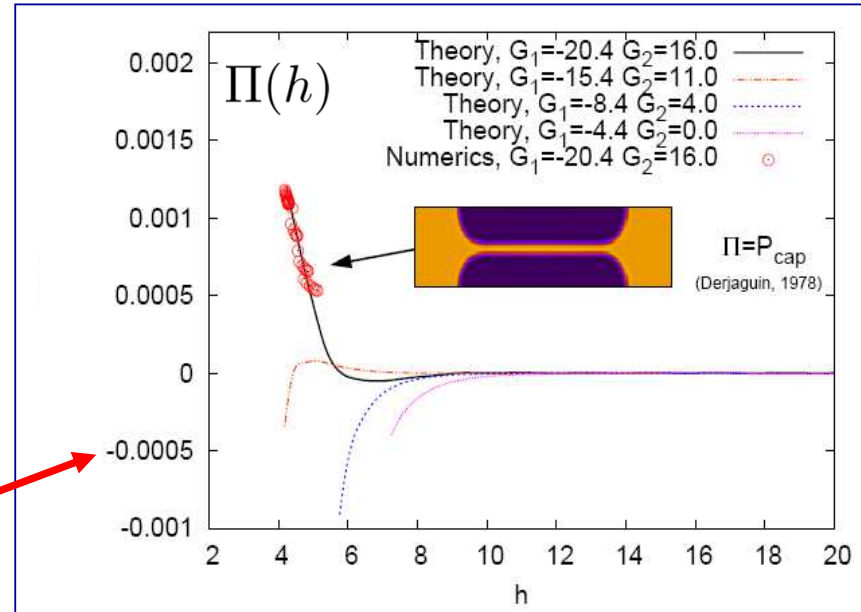 Π(h)
Theory, G₁=-20.4 G₂=16.0
Theory, G₁=-15.4 G₂=11.0
Theory, G₁=-8.4 G₂=4.0
Theory, G₁=-4.4 G₂=0.0
Numerics, G₁=-20.4 G₂=16.0
0.002
0.0015
0.001
0.0005
0
-0.0005
-0.001
Π=P_cap
(Derjaguin, 1978)
2 4 6 8 10 12 14 16 18 20
h